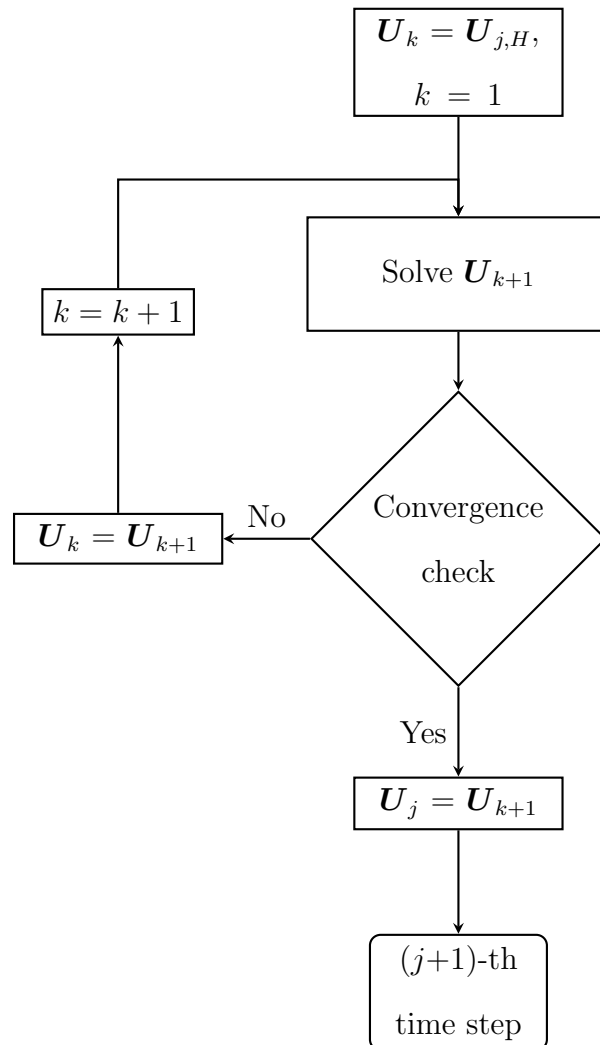 U_k = U_{j,H},
k = 1
Solve U_{k+1}
k = k + 1
Convergence
check
No
U_k = U_{k+1}
Yes
U_j = U_{k+1}
(j+1)-th
time step